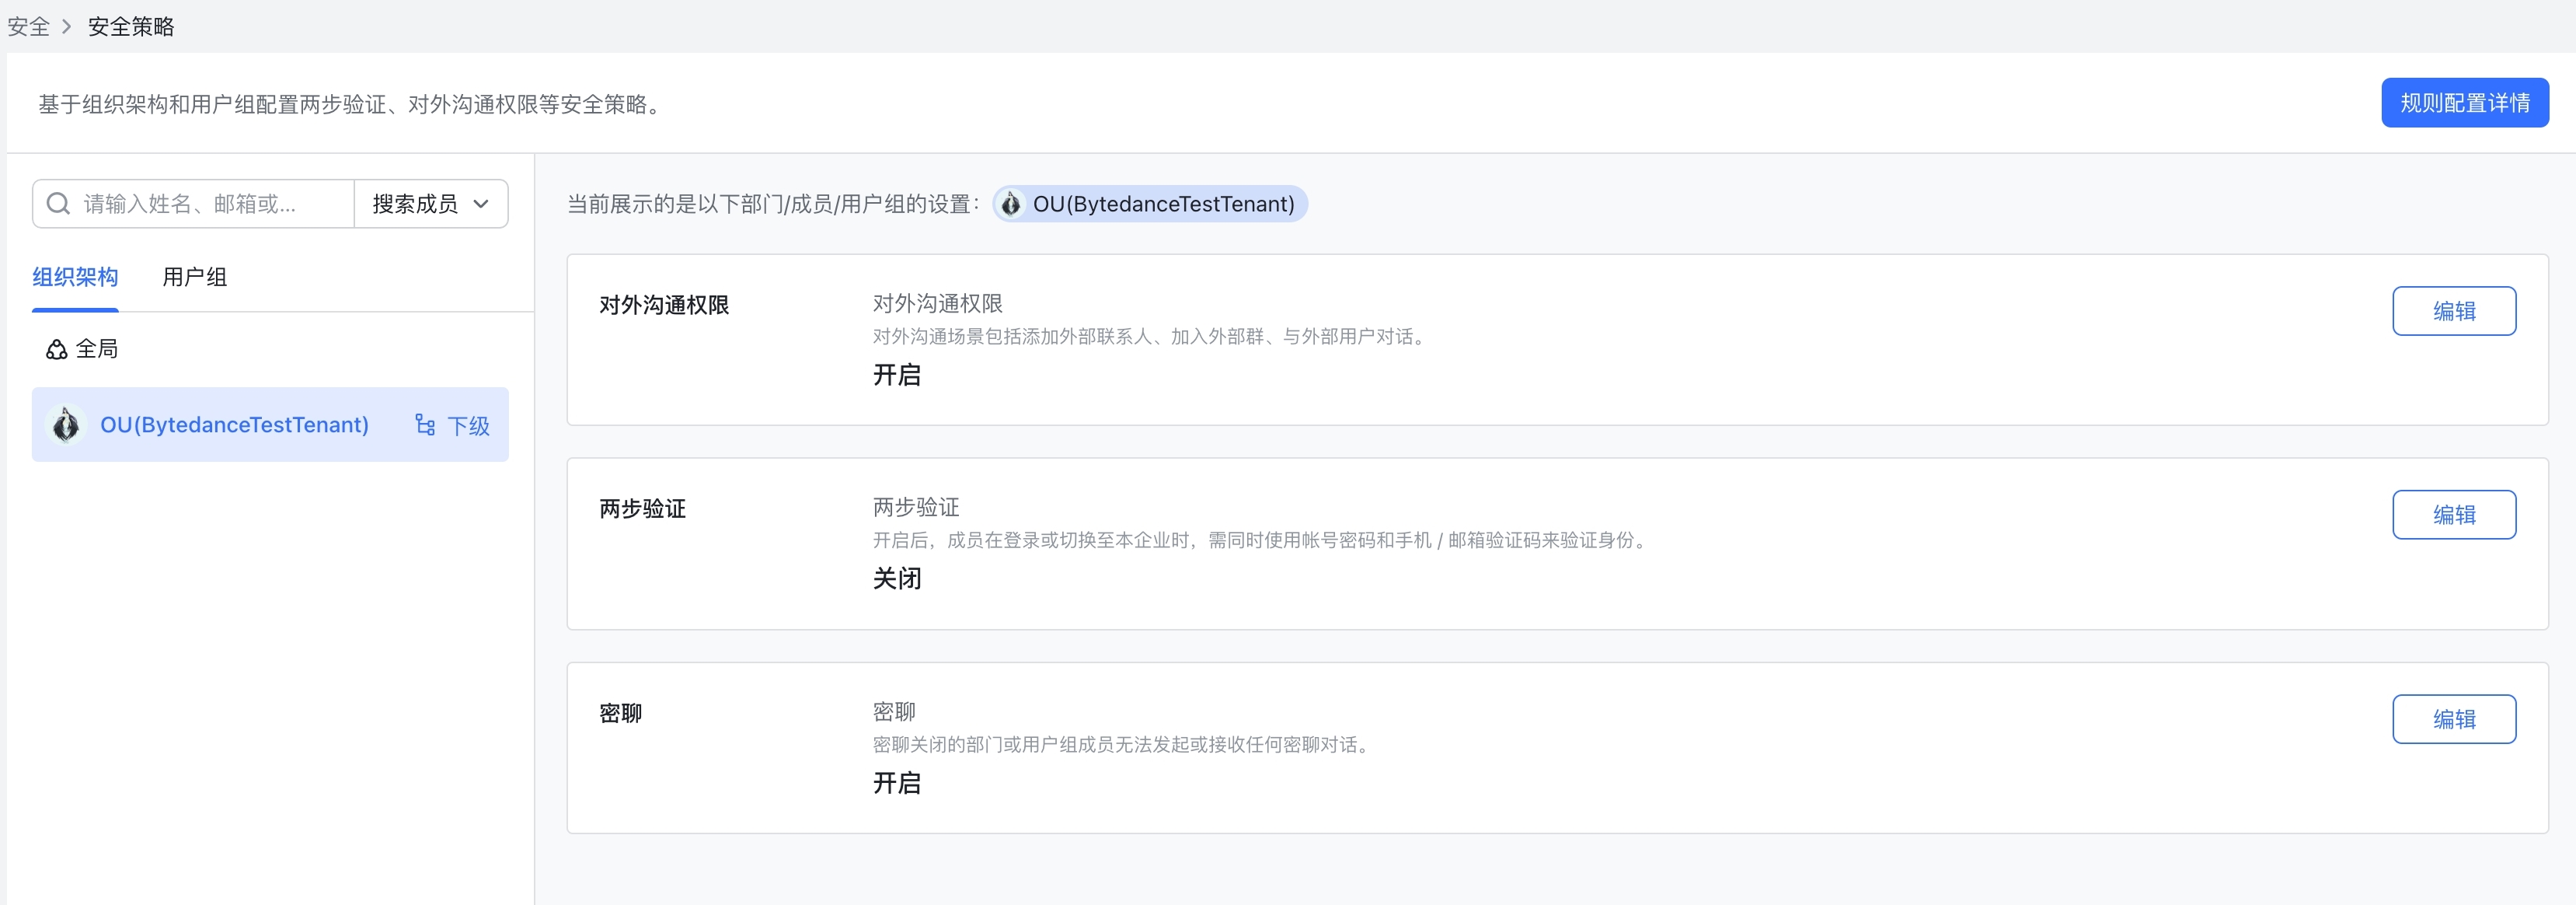 安全 > 安全策略
基于组织架构和用户组配置两步验证、对外沟通权限等安全策略。
规则配置详情
请输入姓名、邮箱或...
搜索成员
组织架构
用户组
全局
OU(BytedanceTestTenant)
下级
当前展示的是以下部门/成员/用户组的设置：
OU(BytedanceTestTenant)
对外沟通权限
对外沟通权限
对外沟通场景包括添加外部联系人、加入外部群、与外部用户对话。
开启
编辑
两步验证
两步验证
开启后，成员在登录或切换至本企业时，需同时使用帐号密码和手机 / 邮箱验证码来验证身份。
关闭
编辑
密聊
密聊
密聊关闭的部门或用户组成员无法发起或接收任何密聊对话。
开启
编辑